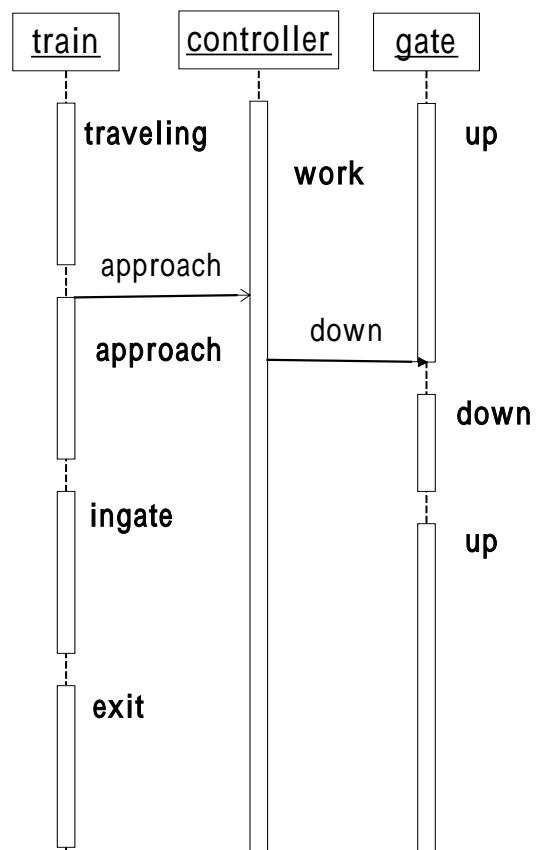 train
controller
gate
traveling
up
work
approach
down
approach
down
ingate
up
exit